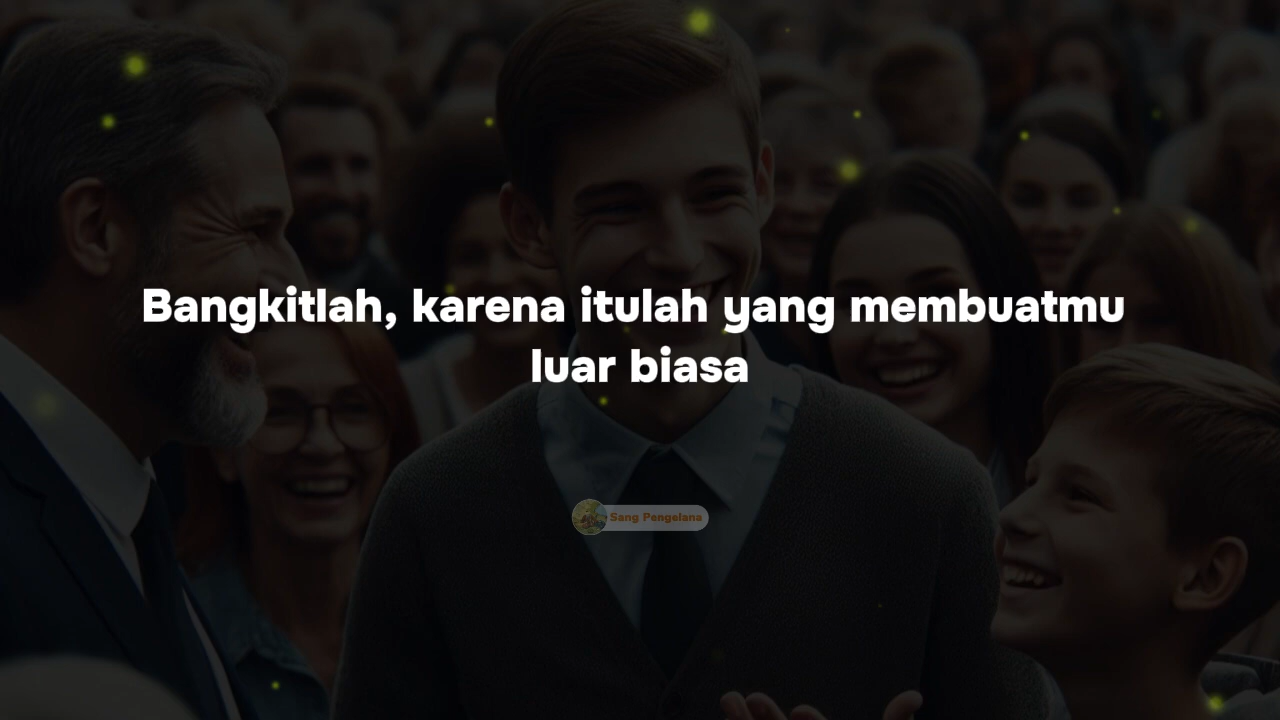 Bangkitlah, karena itulah yang membuatmu
luar biasa
Sang Pengelana